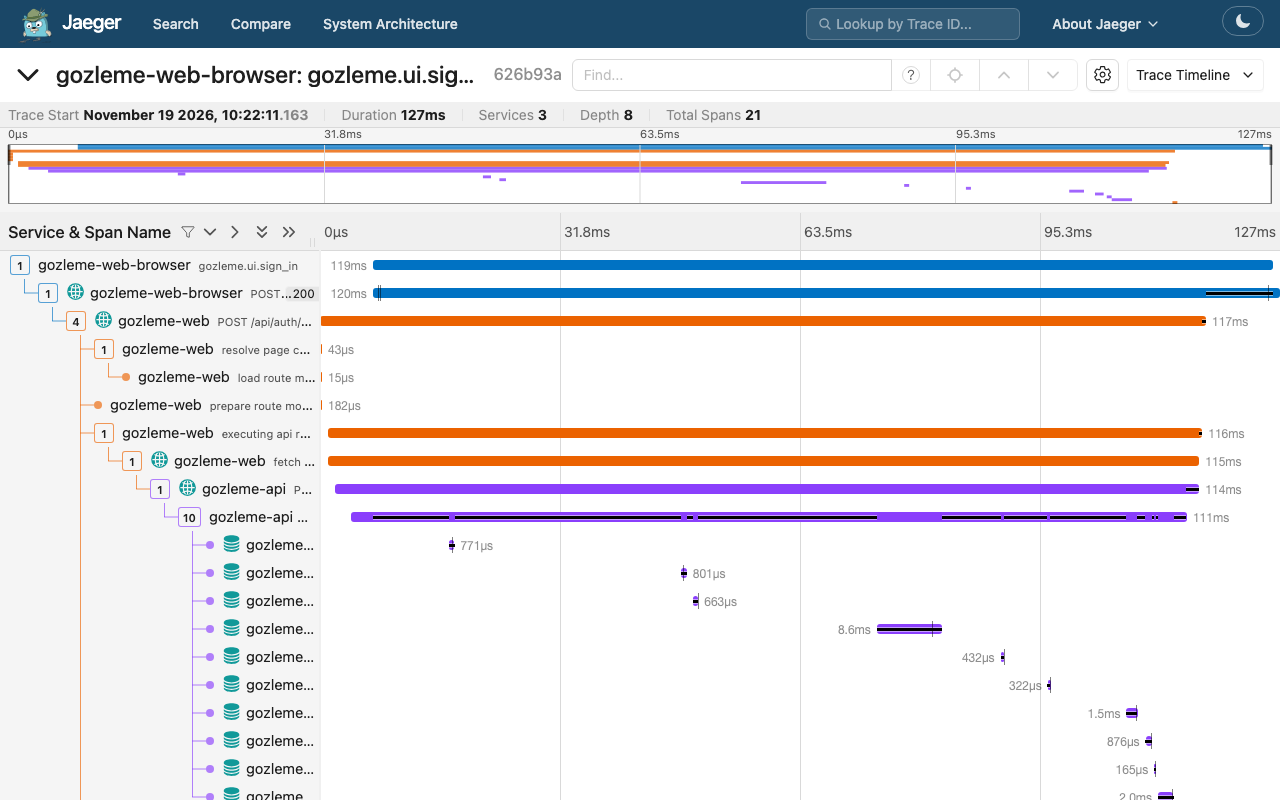 Jaeger Search Compare System Architecture Lookup by Trace ID... About Jaeger
gozleme-web-browser: gozleme.ui.sig... 626b93a Find... ? Trace Timeline
Trace Start November 19 2026, 10:22:11.163 Duration 127ms Services 3 Depth 8 Total Spans 21
0μs 31.8ms 63.5ms 95.3ms 127ms
Service & Span Name 0μs 31.8ms 63.5ms 95.3ms 127ms
1 gozleme-web-browser gozleme.ui.sign_in 119ms
1 gozleme-web-browser POST...200 120ms
4 gozleme-web POST /api/auth/... 117ms
1 gozleme-web resolve page c... 43μs
gozleme-web load route m... 15μs
gozleme-web prepare route mo... 182μs
1 gozleme-web executing api r... 116ms
1 gozleme-web fetch ... 115ms
1 gozleme-api P... 114ms
10 gozleme-api ... 111ms
gozleme... 771μs
gozleme... 801μs
gozleme... 663μs
gozleme... 8.6ms
gozleme... 432μs
gozleme... 322μs
gozleme... 1.5ms
gozleme... 876μs
gozleme... 165μs
gozleme... 2.0ms